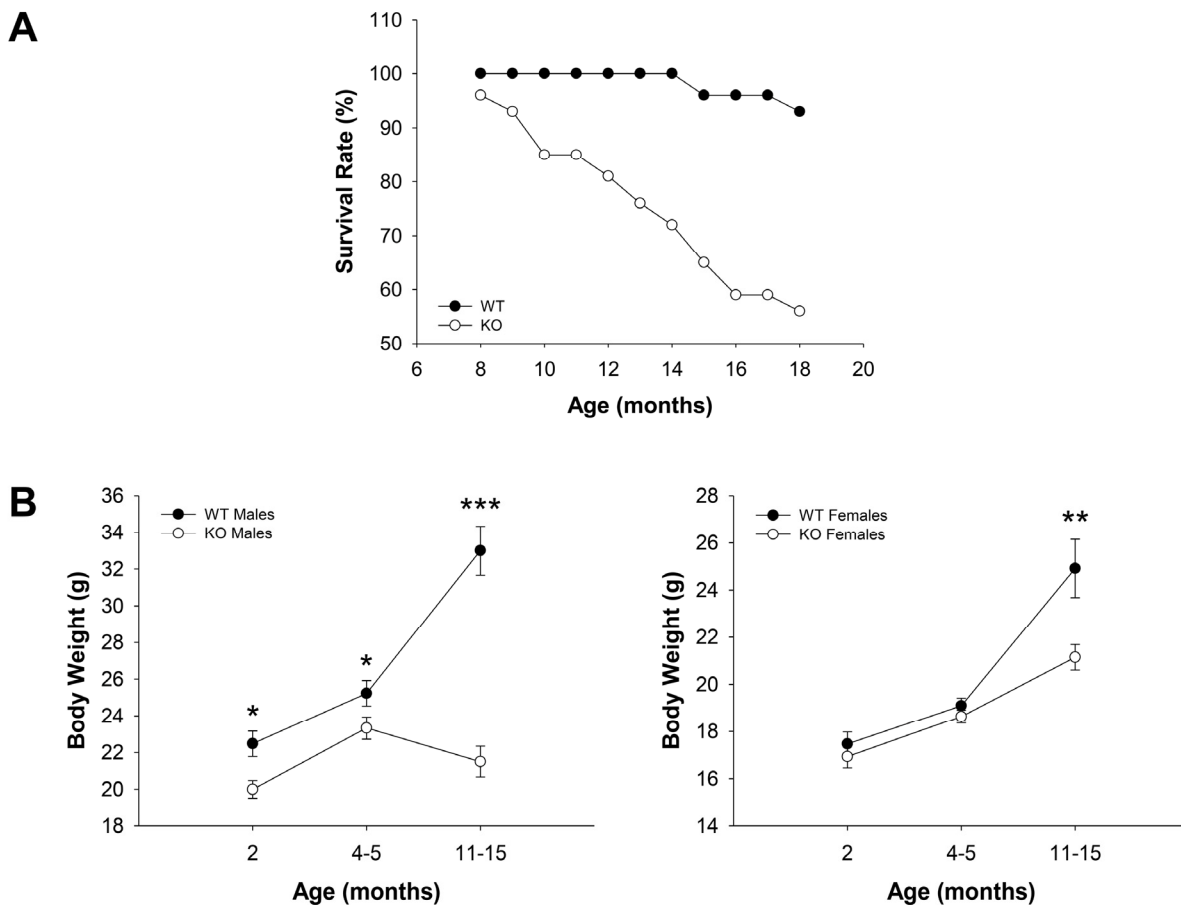 A
110
100
90
80
70
60
50
Survival Rate (%)
WT
KO
6 8 10 12 14 16 18 20
Age (months)
B
36
34
32
30
28
26
24
22
20
18
Body Weight (g)
WT Males
KO Males
*
*
***
2 4-5 11-15
Age (months)
28
26
24
22
20
18
16
14
Body Weight (g)
WT Females
KO Females
**
2 4-5 11-15
Age (months)